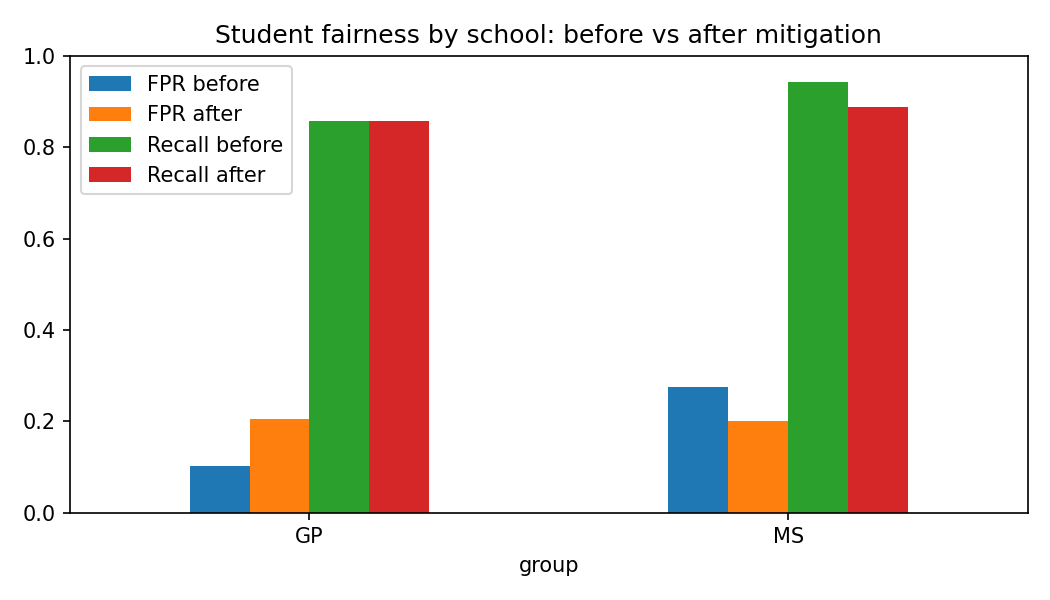 Student fairness by school: before vs after mitigation
1.0
0.8
0.6
0.4
0.2
0.0
FPR before
FPR after
Recall before
Recall after
GP
MS
group